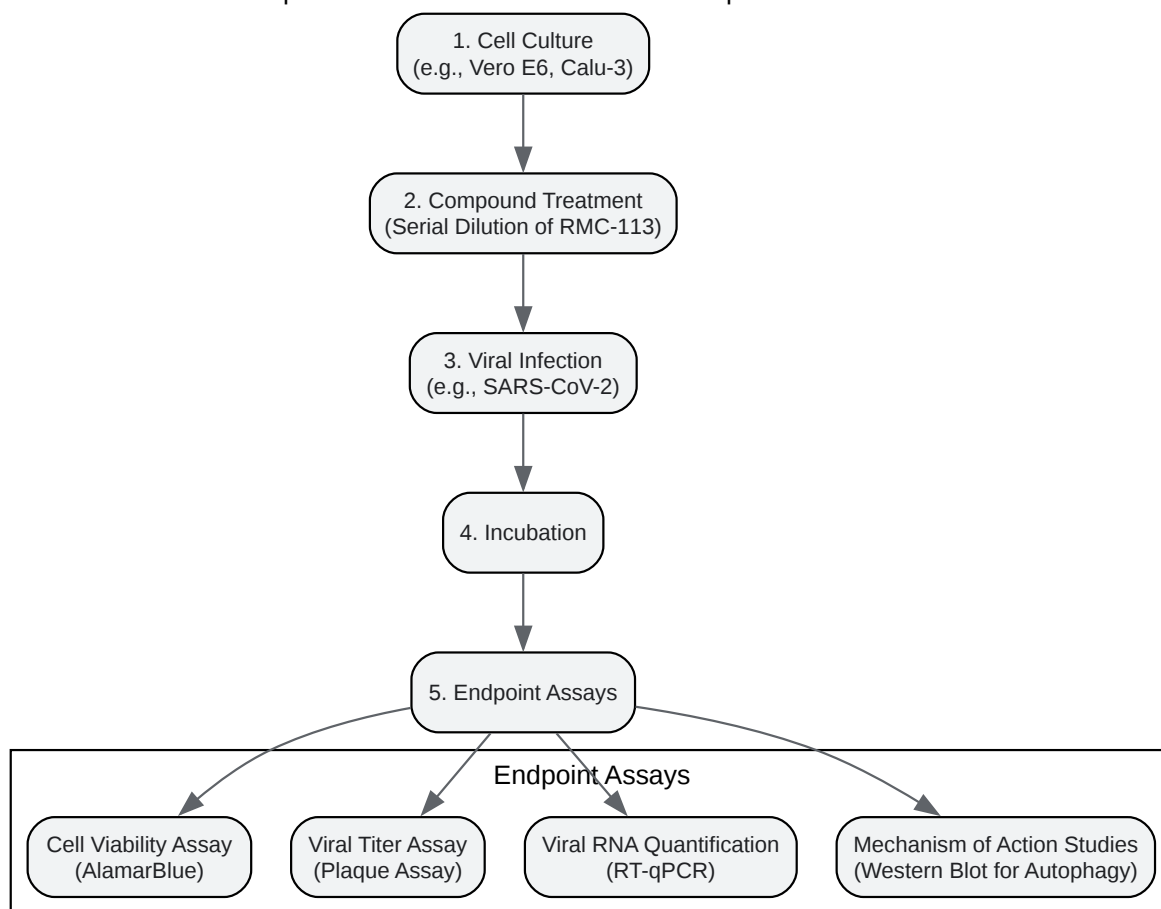 1. Cell Culture
(e.g., Vero E6, Calu-3)
2. Compound Treatment
(Serial Dilution of RMC-113)
3. Viral Infection
(e.g., SARS-CoV-2)
4. Incubation
5. Endpoint Assays
Endpoint Assays
Cell Viability Assay
(AlamarBlue)
Viral Titer Assay
(Plaque Assay)
Viral RNA Quantification
(RT-qPCR)
Mechanism of Action Studies
(Western Blot for Autophagy)